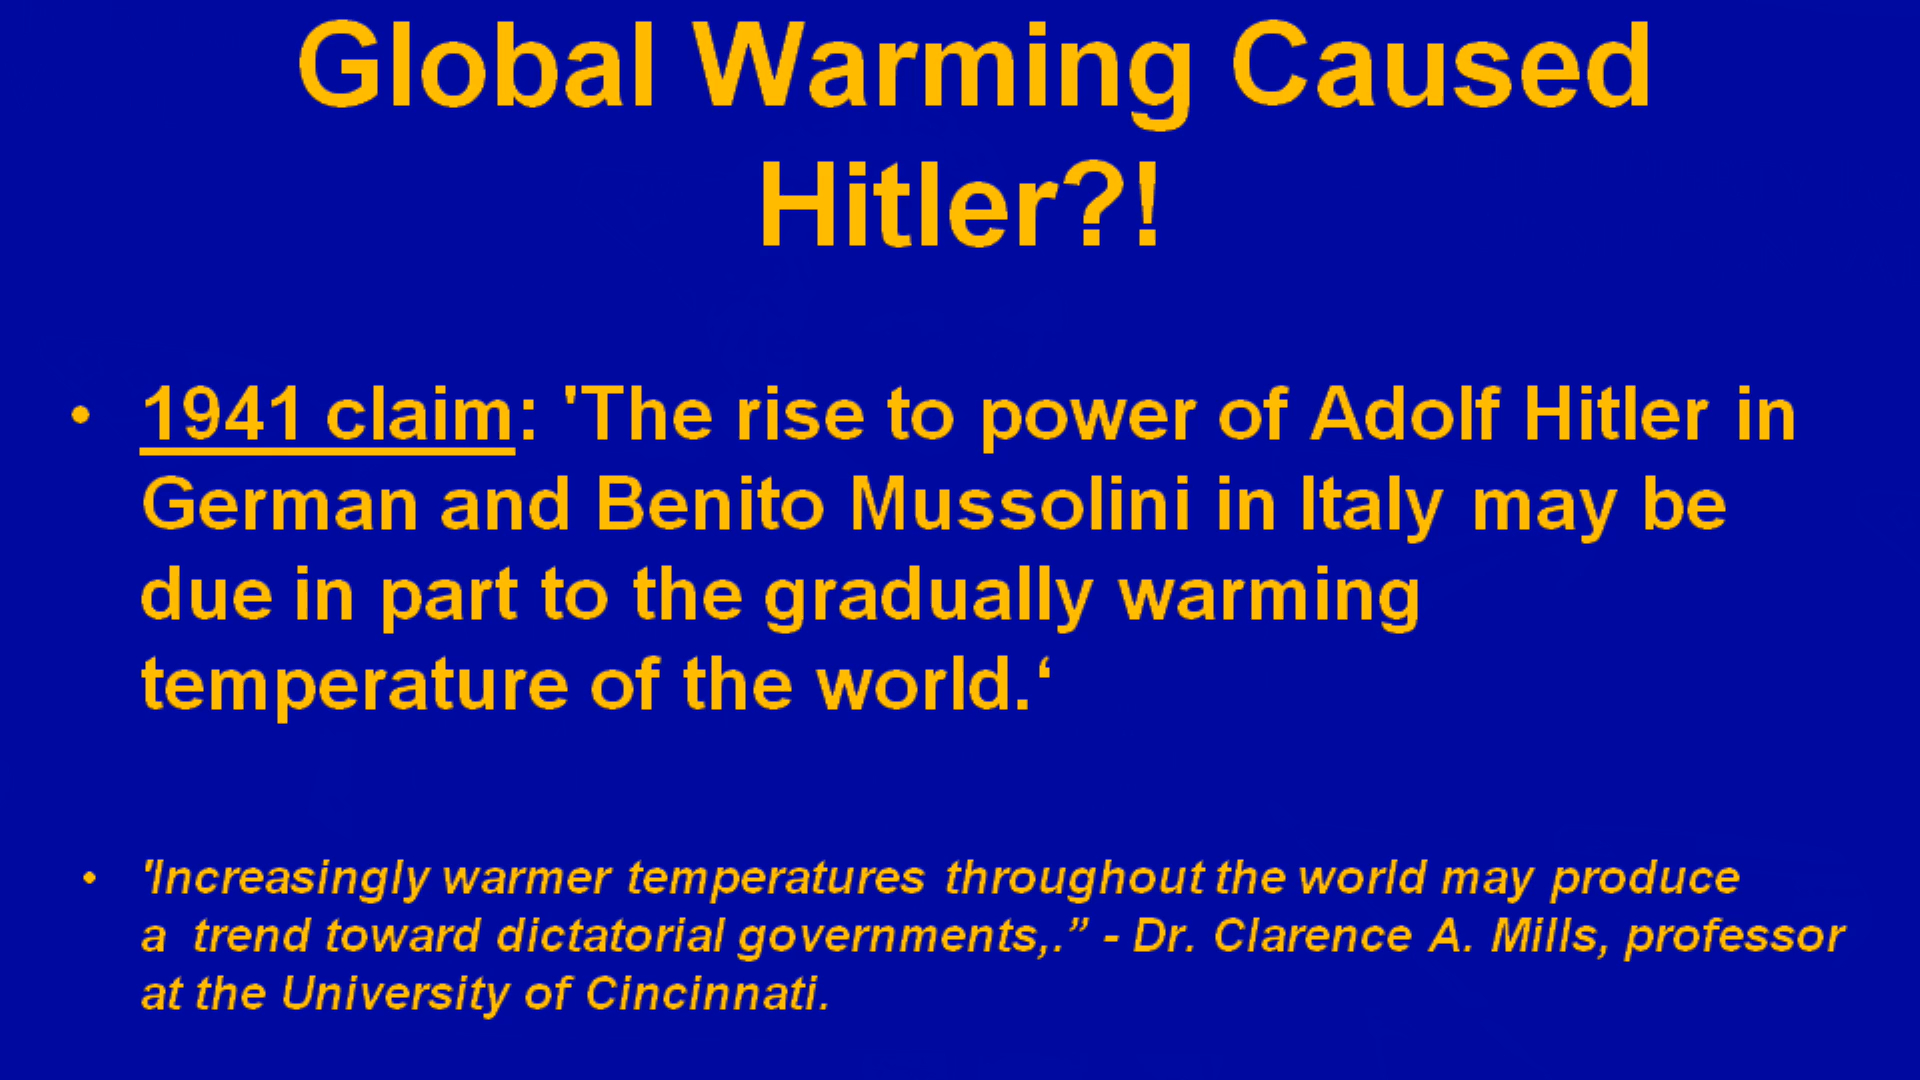 Global Warming Caused
Hitler?!
• 1941 claim: 'The rise to power of Adolf Hitler in
German and Benito Mussolini in Italy may be
due in part to the gradually warming
temperature of the world.‘
• 'Increasingly warmer temperatures throughout the world may produce
a  trend toward dictatorial governments,.” - Dr. Clarence A. Mills, professor
at the University of Cincinnati.